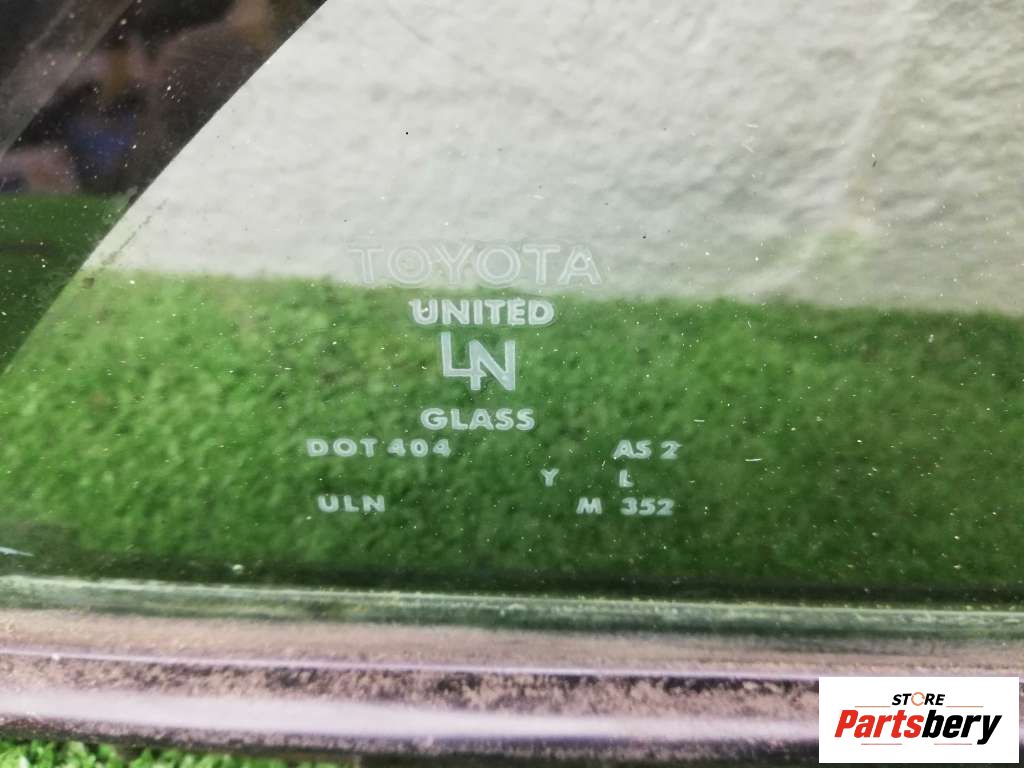 TOYOTA
UNITED
LN
GLASS
DOT 404 AS 2
Y L
ULN M 352
STORE
Partsbery